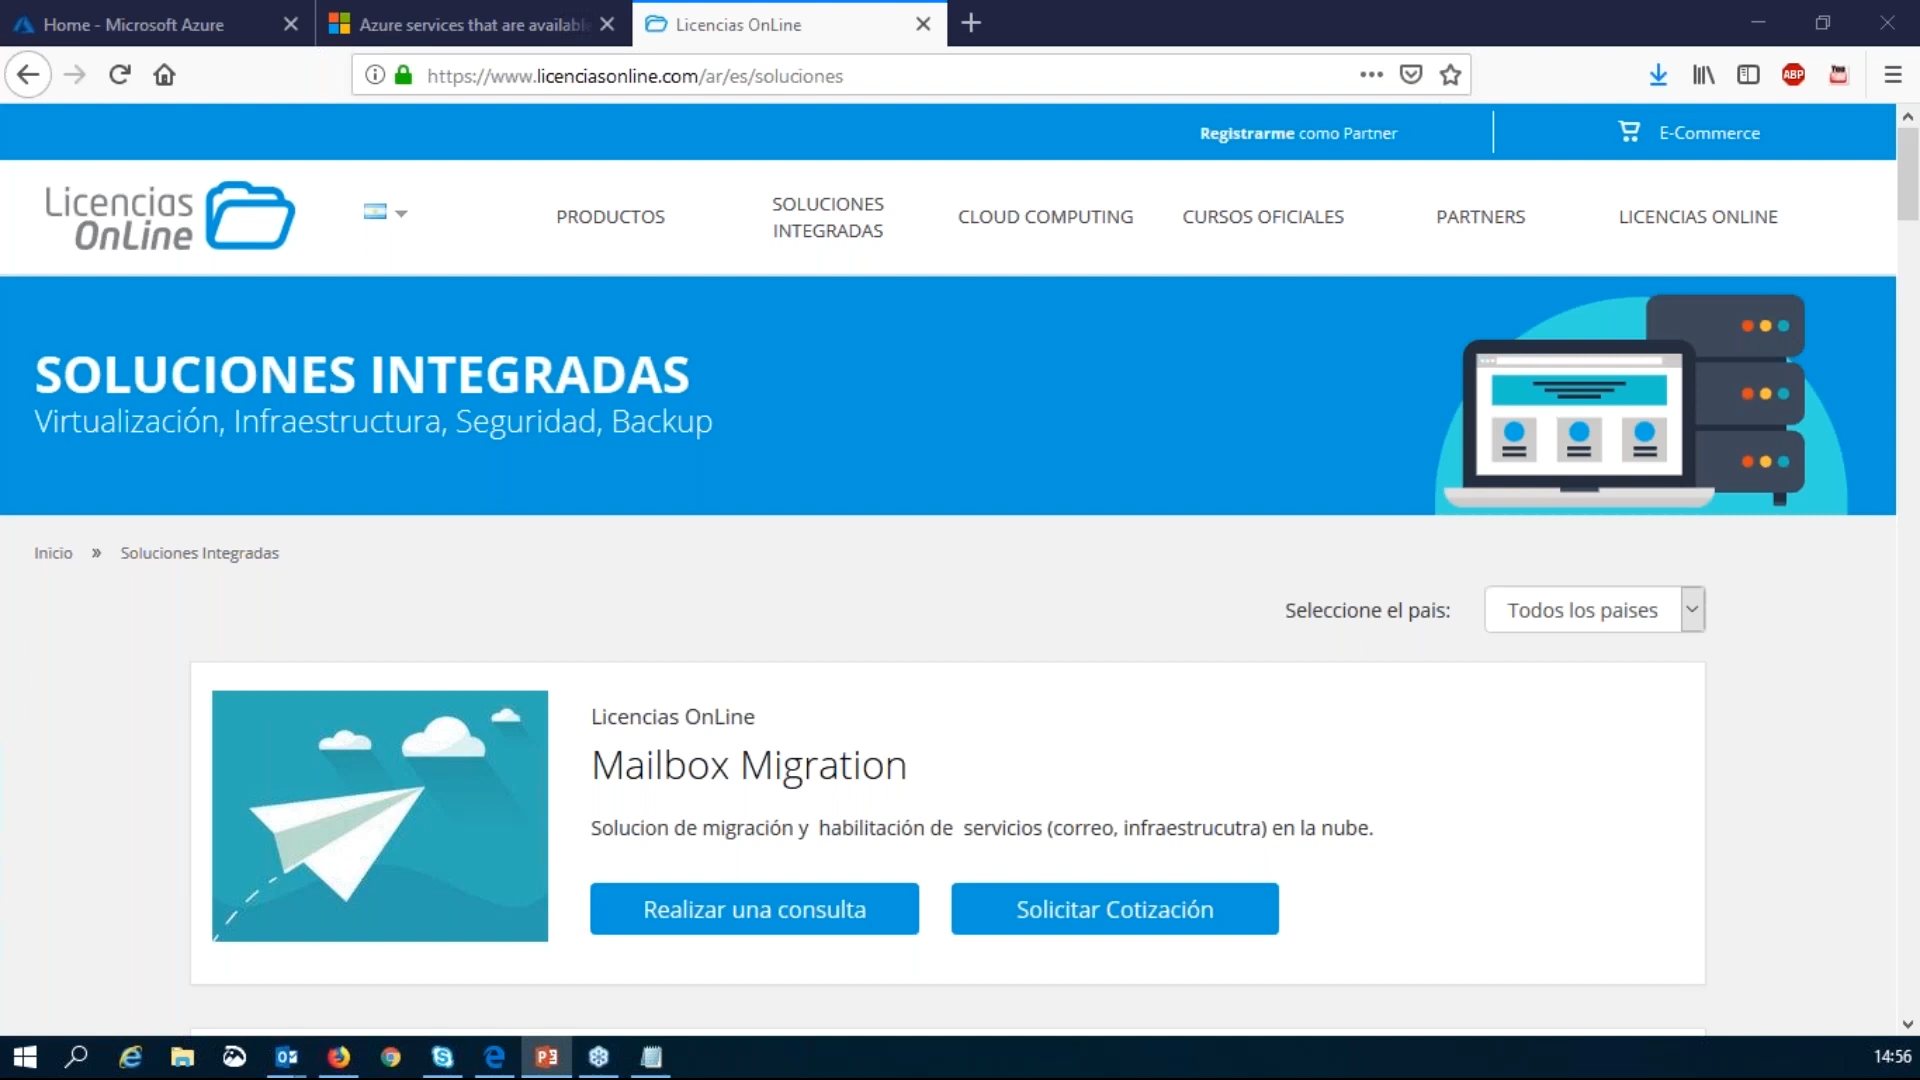 Home - Microsoft Azure
Azure services that are availabl
Licencias OnLine
https://www.licenciasonline.com/ar/es/soluciones
ABP
You
Registrarme como Partner
E-Commerce
Licencias
OnLine
PRODUCTOS
SOLUCIONES
INTEGRADAS
CLOUD COMPUTING
CURSOS OFICIALES
PARTNERS
LICENCIAS ONLINE
SOLUCIONES INTEGRADAS
Virtualización, Infraestructura, Seguridad, Backup
Inicio » Soluciones Integradas
Seleccione el pais:
Todos los paises
Licencias OnLine
Mailbox Migration
Solucion de migración y habilitación de servicios (correo, infraestrucutra) en la nube.
Realizar una consulta
Solicitar Cotización
14:56